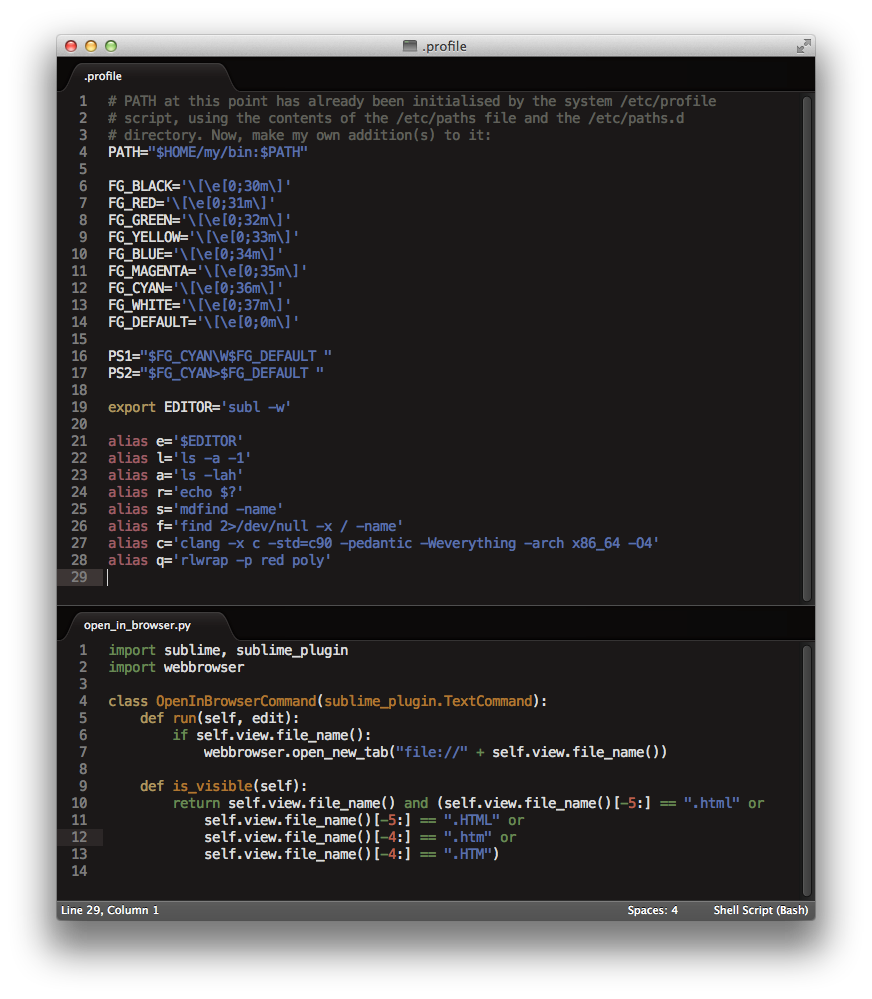 .profile
.profile
1 # PATH at this point has already been initialised by the system /etc/profile
2 # script, using the contents of the /etc/paths file and the /etc/paths.d
3 # directory. Now, make my own addition(s) to it:
4 PATH="$HOME/my/bin:$PATH"
5
6 FG_BLACK='\[\e[0;30m\]'
7 FG_RED='\[\e[0;31m\]'
8 FG_GREEN='\[\e[0;32m\]'
9 FG_YELLOW='\[\e[0;33m\]'
10 FG_BLUE='\[\e[0;34m\]'
11 FG_MAGENTA='\[\e[0;35m\]'
12 FG_CYAN='\[\e[0;36m\]'
13 FG_WHITE='\[\e[0;37m\]'
14 FG_DEFAULT='\[\e[0;0m\]'
15
16 PS1="$FG_CYAN\W$FG_DEFAULT "
17 PS2="$FG_CYAN>$FG_DEFAULT "
18
19 export EDITOR='subl -w'
20
21 alias e='$EDITOR'
22 alias l='ls -a -1'
23 alias a='ls -lah'
24 alias r='echo $?'
25 alias s='mdfind -name'
26 alias f='find 2>/dev/null -x / -name'
27 alias c='clang -x c -std=c90 -pedantic -Weverything -arch x86_64 -O4'
28 alias q='rlwrap -p red poly'
29
open_in_browser.py
1 import sublime, sublime_plugin
2 import webbrowser
3
4 class OpenInBrowserCommand(sublime_plugin.TextCommand):
5     def run(self, edit):
6         if self.view.file_name():
7             webbrowser.open_new_tab("file://" + self.view.file_name())
8
9     def is_visible(self):
10         return self.view.file_name() and (self.view.file_name()[-5:] == ".html" or
11             self.view.file_name()[-5:] == ".HTML" or
12             self.view.file_name()[-4:] == ".htm" or
13             self.view.file_name()[-4:] == ".HTM")
14
Line 29, Column 1 Spaces: 4 Shell Script (Bash)